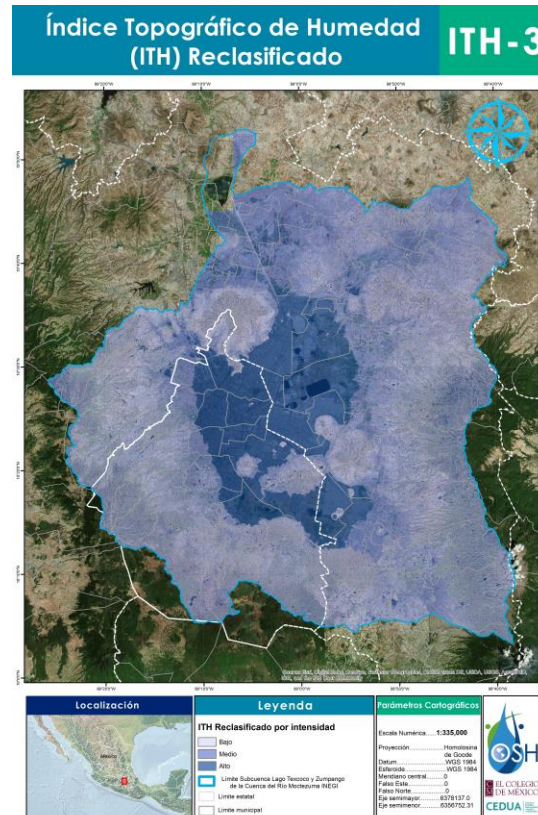 Índice Topográfico de Humedad
(ITH) Reclasificado
ITH-3
Localización
MÉXICO
Leyenda
ITH Reclasificado por intensidad
Bajo
Medio
Alto
Límite Subcuenca Lago Texcoco y Zumpango
de la Cuenca del Río Moctezuma INEGI
Límite estatal
Límite municipal
Parámetros Cartográficos
Escala Numérica......1:335,000
Proyección...............Homolosina
de Goode
Datum.....................WGS 1984
Esferoide.................WGS 1984
Meridiano central.........0
Falso Este..................0
Falso Norte................0
Eje semimayor.........6378137.0
Eje semimenor.........6356752.31
OSH
EL COLEGIO
DE MÉXICO
CEDUA